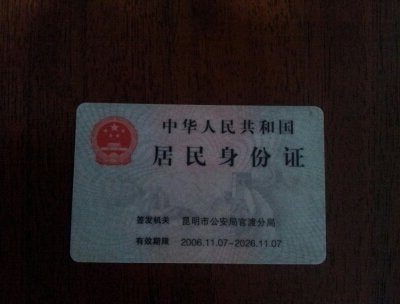 中华人民共和国
居民身份证
签发机关 昆明市公安局官渡分局
有效期限 2006.11.07-2026.11.07